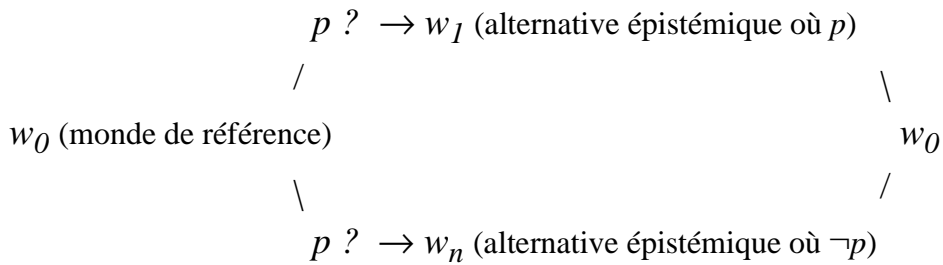 p ? → w1 (alternative épistémique où p)
/ \
w0 (monde de référence) w0
\ /
p ? → wn (alternative épistémique où ¬p)